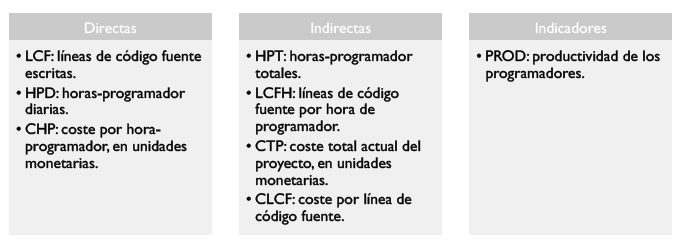 Directas
• LCF: líneas de código fuente
escritas.
• HPD: horas-programador
diarias.
• CHP: coste por hora-
programador, en unidades
monetarias.
Indirectas
• HPT: horas-programador
totales.
• LCFH: líneas de código
fuente por hora de
programador.
• CTP: coste total actual del
proyecto, en unidades
monetarias.
• CLCF: coste por línea de
código fuente.
Indicadores
• PROD: productividad de los
programadores.